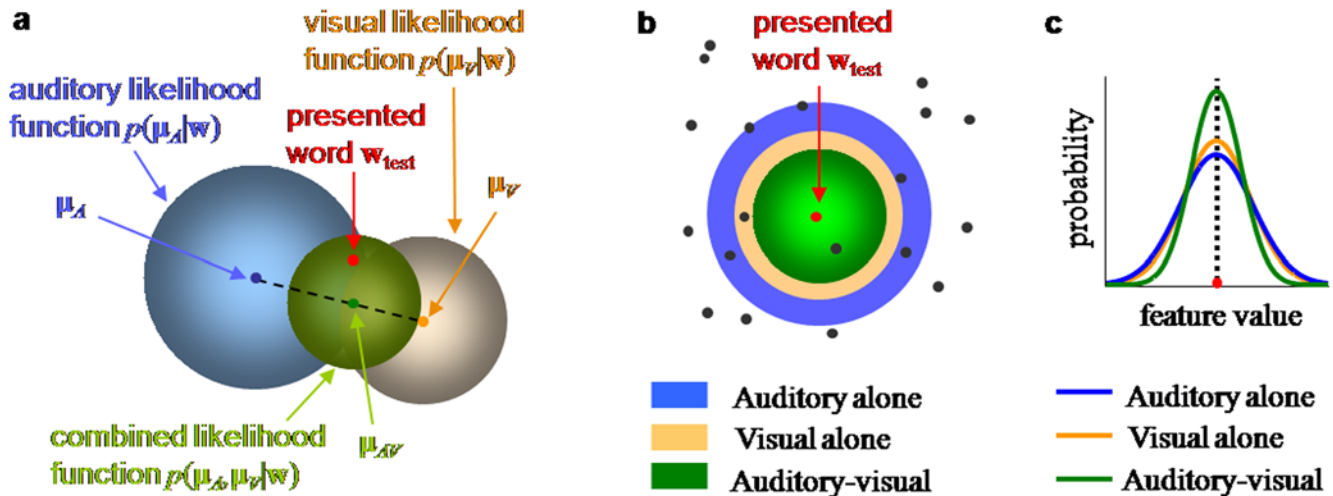 a
visual likelihood
function p(μV|w)
auditory likelihood
function p(μA|w)
presented
word wtest
μA
μV
combined likelihood
function p(μA, μV|w)
μAV
b
presented
word wtest
Auditory alone
Visual alone
Auditory-visual
c
probability
feature value
Auditory alone
Visual alone
Auditory-visual